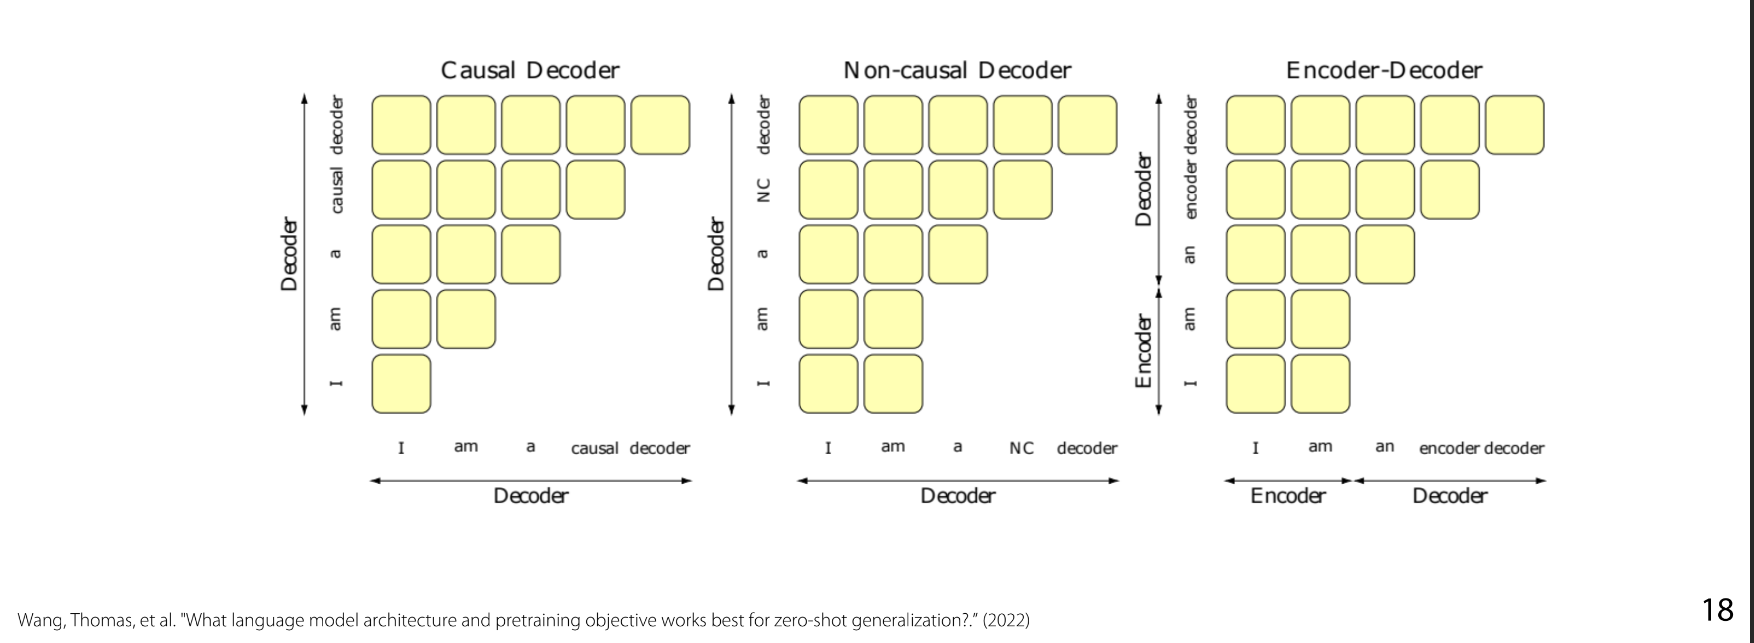 Causal Decoder
Decoder
decoder
causal
a
am
I
I am a causal decoder
Decoder
Non-causal Decoder
Decoder
decoder
NC
a
am
I
I am a NC decoder
Decoder
Encoder-Decoder
Decoder
Encoder
decoder
encoder
an
am
I
I am an encoder decoder
Encoder Decoder
Wang, Thomas, et al. "What language model architecture and pretraining objective works best for zero-shot generalization?." (2022)
18